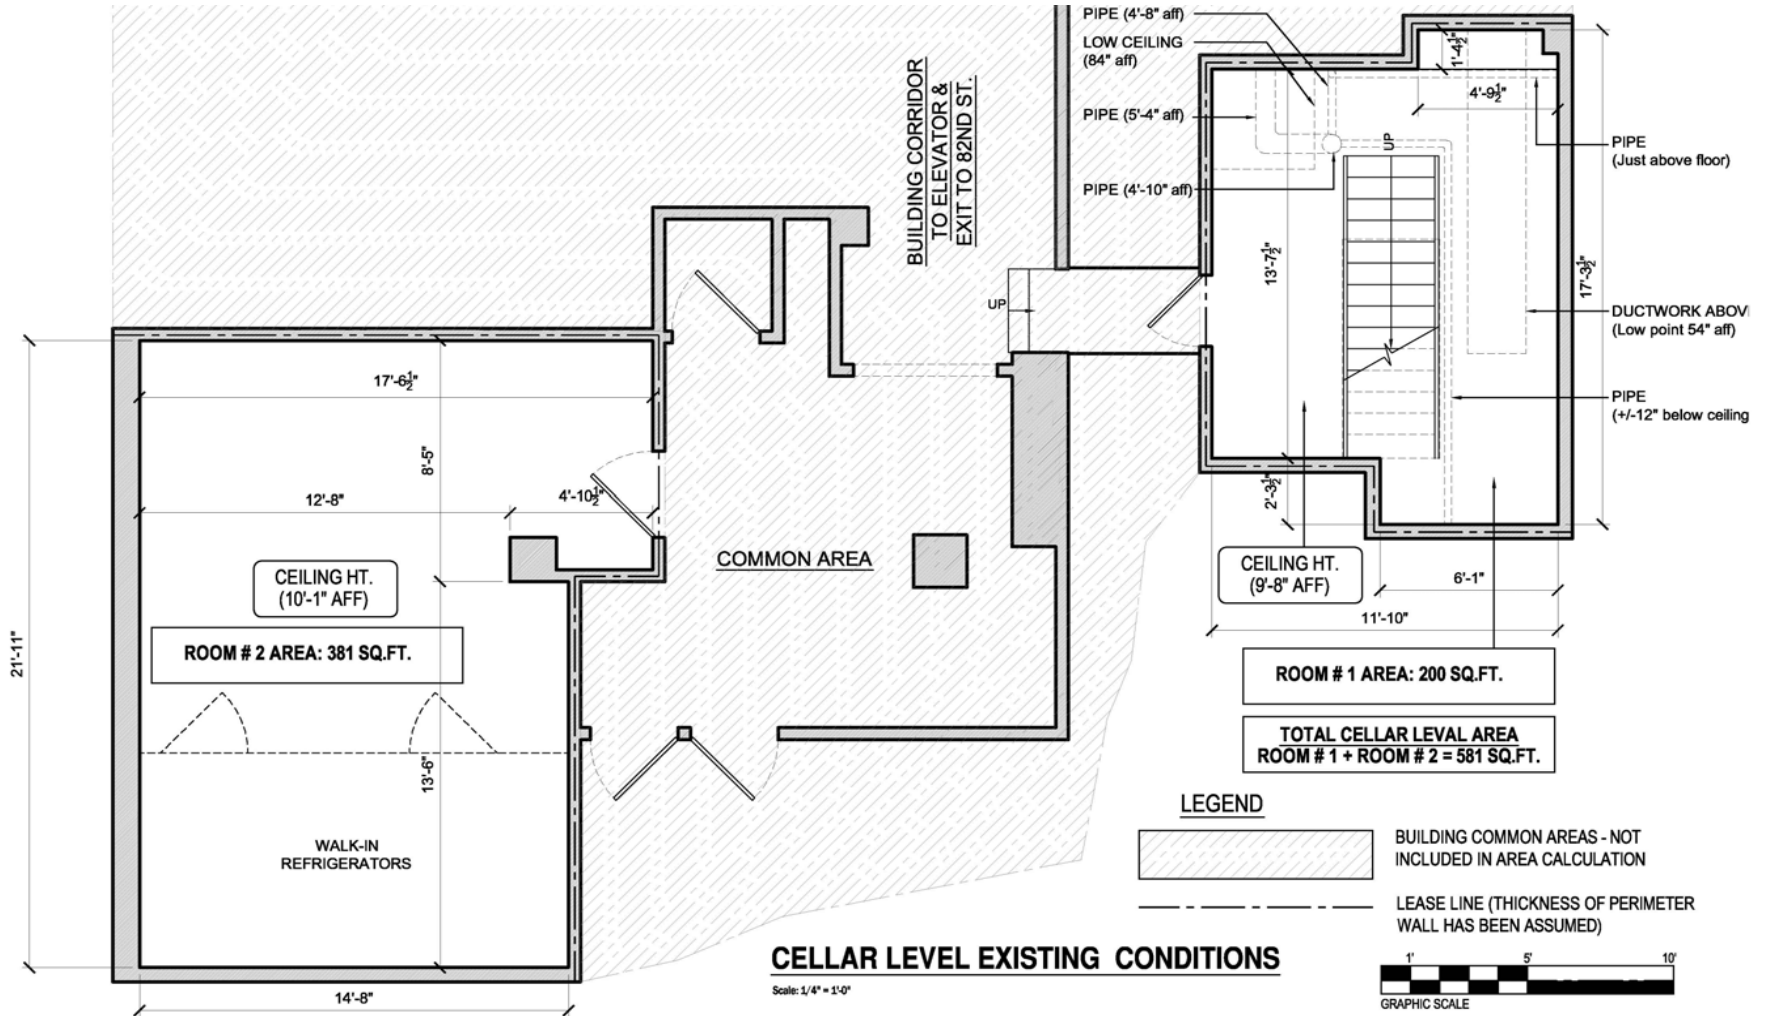 PIPE (4'-8" aff)
LOW CEILING
(84" aff)
PIPE (5'-4" aff)
PIPE (4'-10" aff)
BUILDING CORRIDOR
TO ELEVATOR &
EXIT TO 82ND ST.
UP
UP
1'-4½"
4'-9½"
PIPE
(Just above floor)
13'-7½"
17'-3½"
DUCTWORK ABOV
(Low point 54" aff)
PIPE
(+/-12" below ceiling
2'-3½"
17'-6½"
8'-5"
12'-8"
4'-10½"
COMMON AREA
CEILING HT.
(10'-1" AFF)
CEILING HT.
(9'-8" AFF)
6'-1"
11'-10"
21'-11"
ROOM # 2 AREA: 381 SQ.FT.
ROOM # 1 AREA: 200 SQ.FT.
TOTAL CELLAR LEVAL AREA
ROOM # 1 + ROOM # 2 = 581 SQ.FT.
13'-6"
WALK-IN
REFRIGERATORS
14'-8"
LEGEND
BUILDING COMMON AREAS - NOT
INCLUDED IN AREA CALCULATION
LEASE LINE (THICKNESS OF PERIMETER
WALL HAS BEEN ASSUMED)
CELLAR LEVEL EXISTING CONDITIONS
Scale: 1/4" = 1'-0"
1' 5' 10'
GRAPHIC SCALE